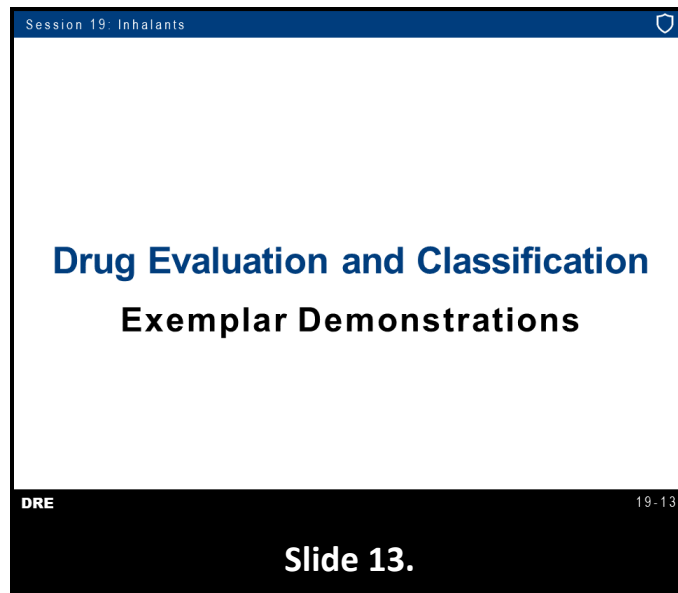 Session 19: Inhalants
Drug Evaluation and Classification
Exemplar Demonstrations
DRE
19-13
Slide 13.